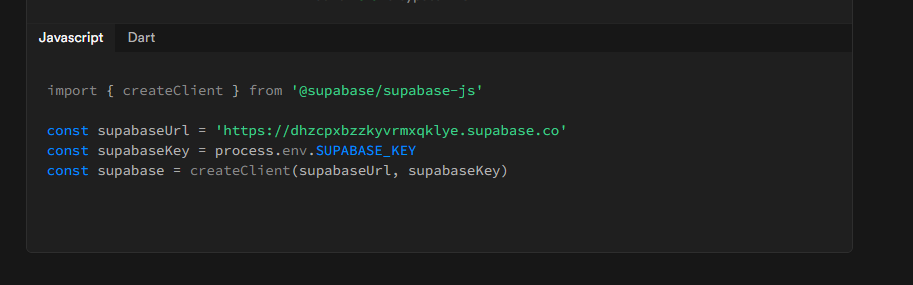 Javascript Dart
import { createClient } from '@supabase/supabase-js'
const supabaseUrl = 'https://dhzcpxbzzkyvrmxqklye.supabase.co'
const supabaseKey = process.env.SUPABASE_KEY
const supabase = createClient(supabaseUrl, supabaseKey)